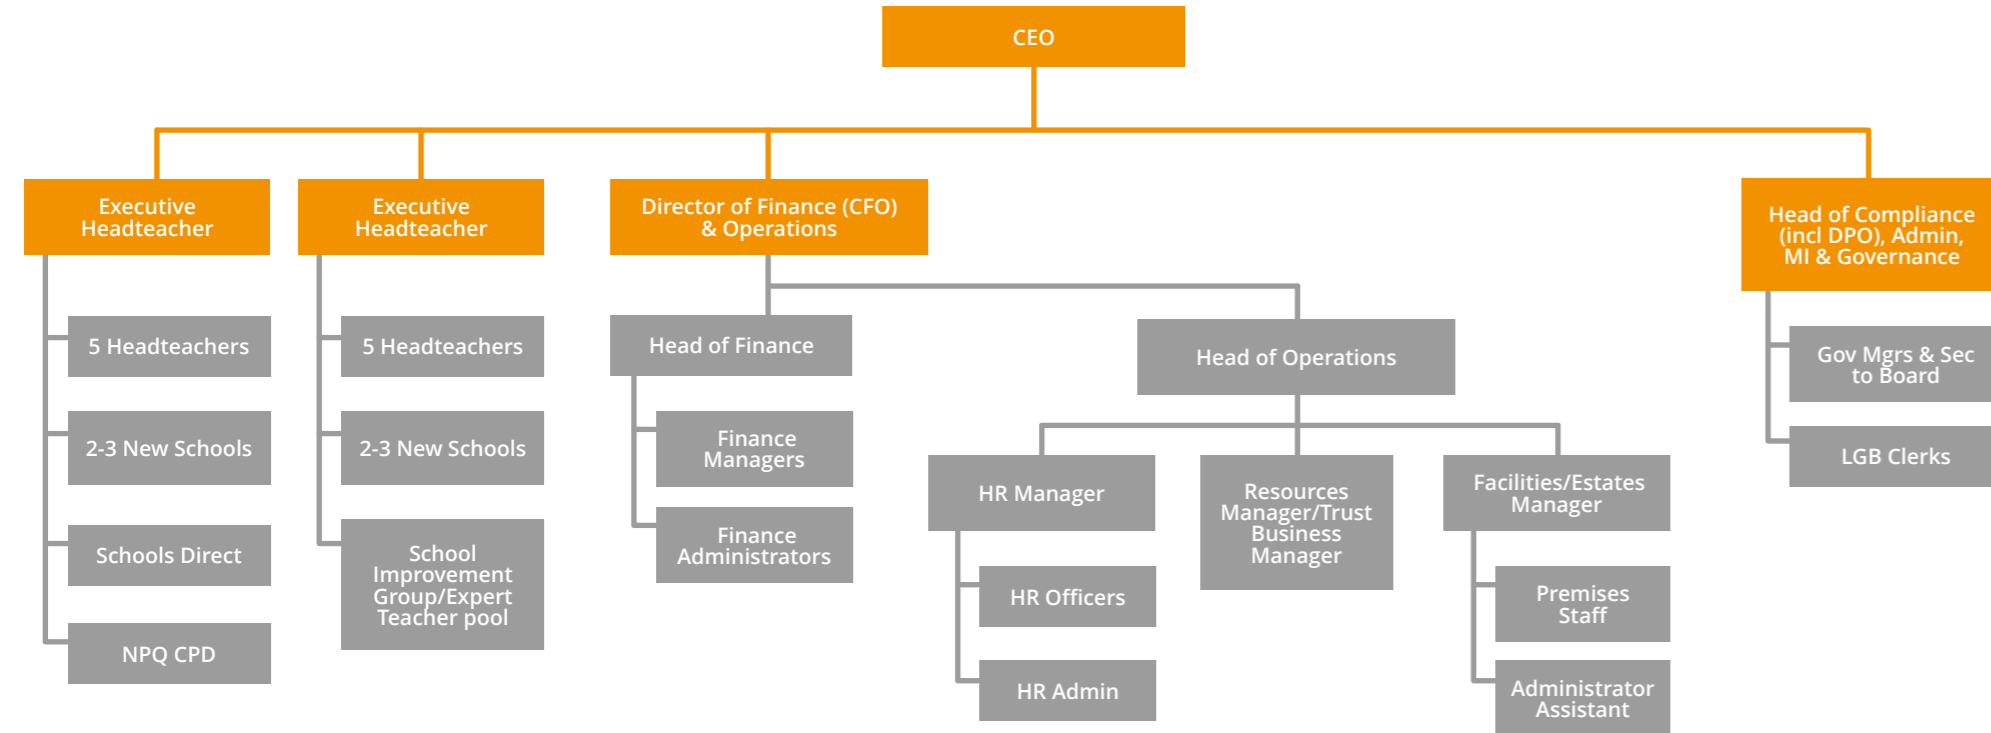 CEO
Executive
Headteacher
Executive
Headteacher
Director of Finance (CFO)
& Operations
Head of Compliance
(incl DPO), Admin,
MI & Governance
5 Headteachers
2-3 New Schools
Schools Direct
NPQ CPD
5 Headteachers
2-3 New Schools
School
Improvement
Group/Expert
Teacher pool
Head of Finance
Finance
Managers
Finance
Administrators
Head of Operations
HR Manager
HR Officers
HR Admin
Resources
Manager/Trust
Business
Manager
Facilities/Estates
Manager
Premises
Staff
Administrator
Assistant
Gov Mgrs & Sec
to Board
LGB Clerks